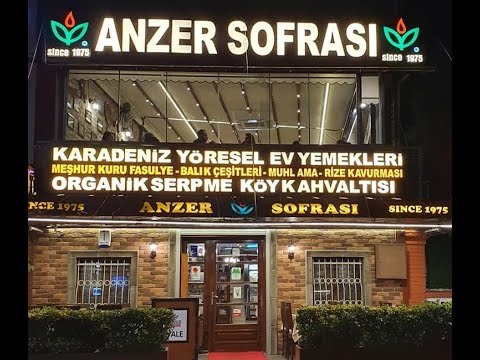 ANZER SOFRASI
since 1975
since 1975
KARADENİZ YÖRESEL EV YEMEKLERİ
MEŞHUR KURU FASULYE - BALIK ÇEŞİTLERİ - MUHLAMA - RİZE KAVURMASI
ORGANİK SERPME KÖY KAHVALTISI
SINCE 1975 ANZER SOFRASI SINCE 1975